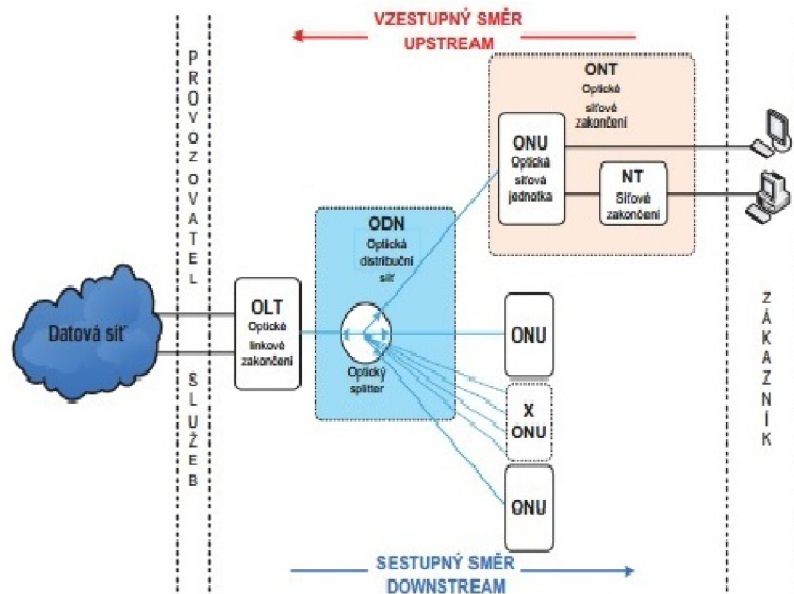 VZESTUPNÝ SMĚR
UPSTREAM
PROVOZOVATEL SLUŽEB
ONT
Optické
síťové
zakončení
ONU
Optická
síťová
jednotka
NT
Síťové
zakončení
ODN
Optická
distribuční
síť
Datová síť
OLT
Optické
linkové
zakončení
Optický
splitter
ONU
X
ONU
ONU
ZÁKAZNÍK
SESTUPNÝ SMĚR
DOWNSTREAM